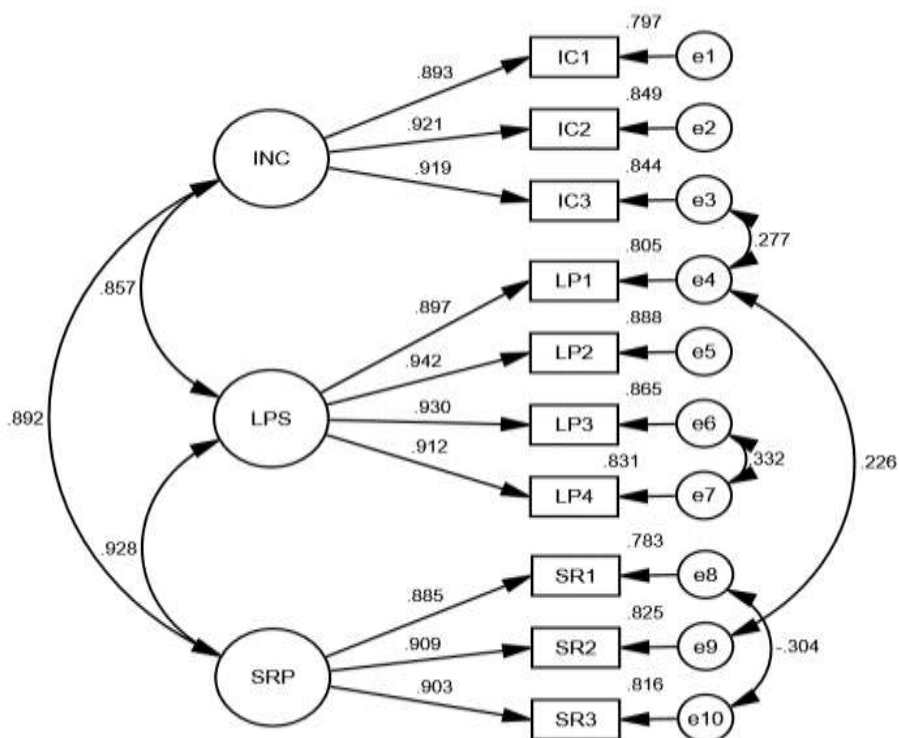 .797
IC1
e1
.893
.849
.921
IC2
e2
INC
.844
.919
IC3
e3
.805
.277
.857
LP1
e4
.897
.888
.942
LP2
e5
.865
.892
LPS
.930
LP3
e6
.912
.831
.332
.226
LP4
e7
.928
.783
SR1
e8
.885
.825
.909
SR2
e9
-.304
SRP
.903
.816
SR3
e10